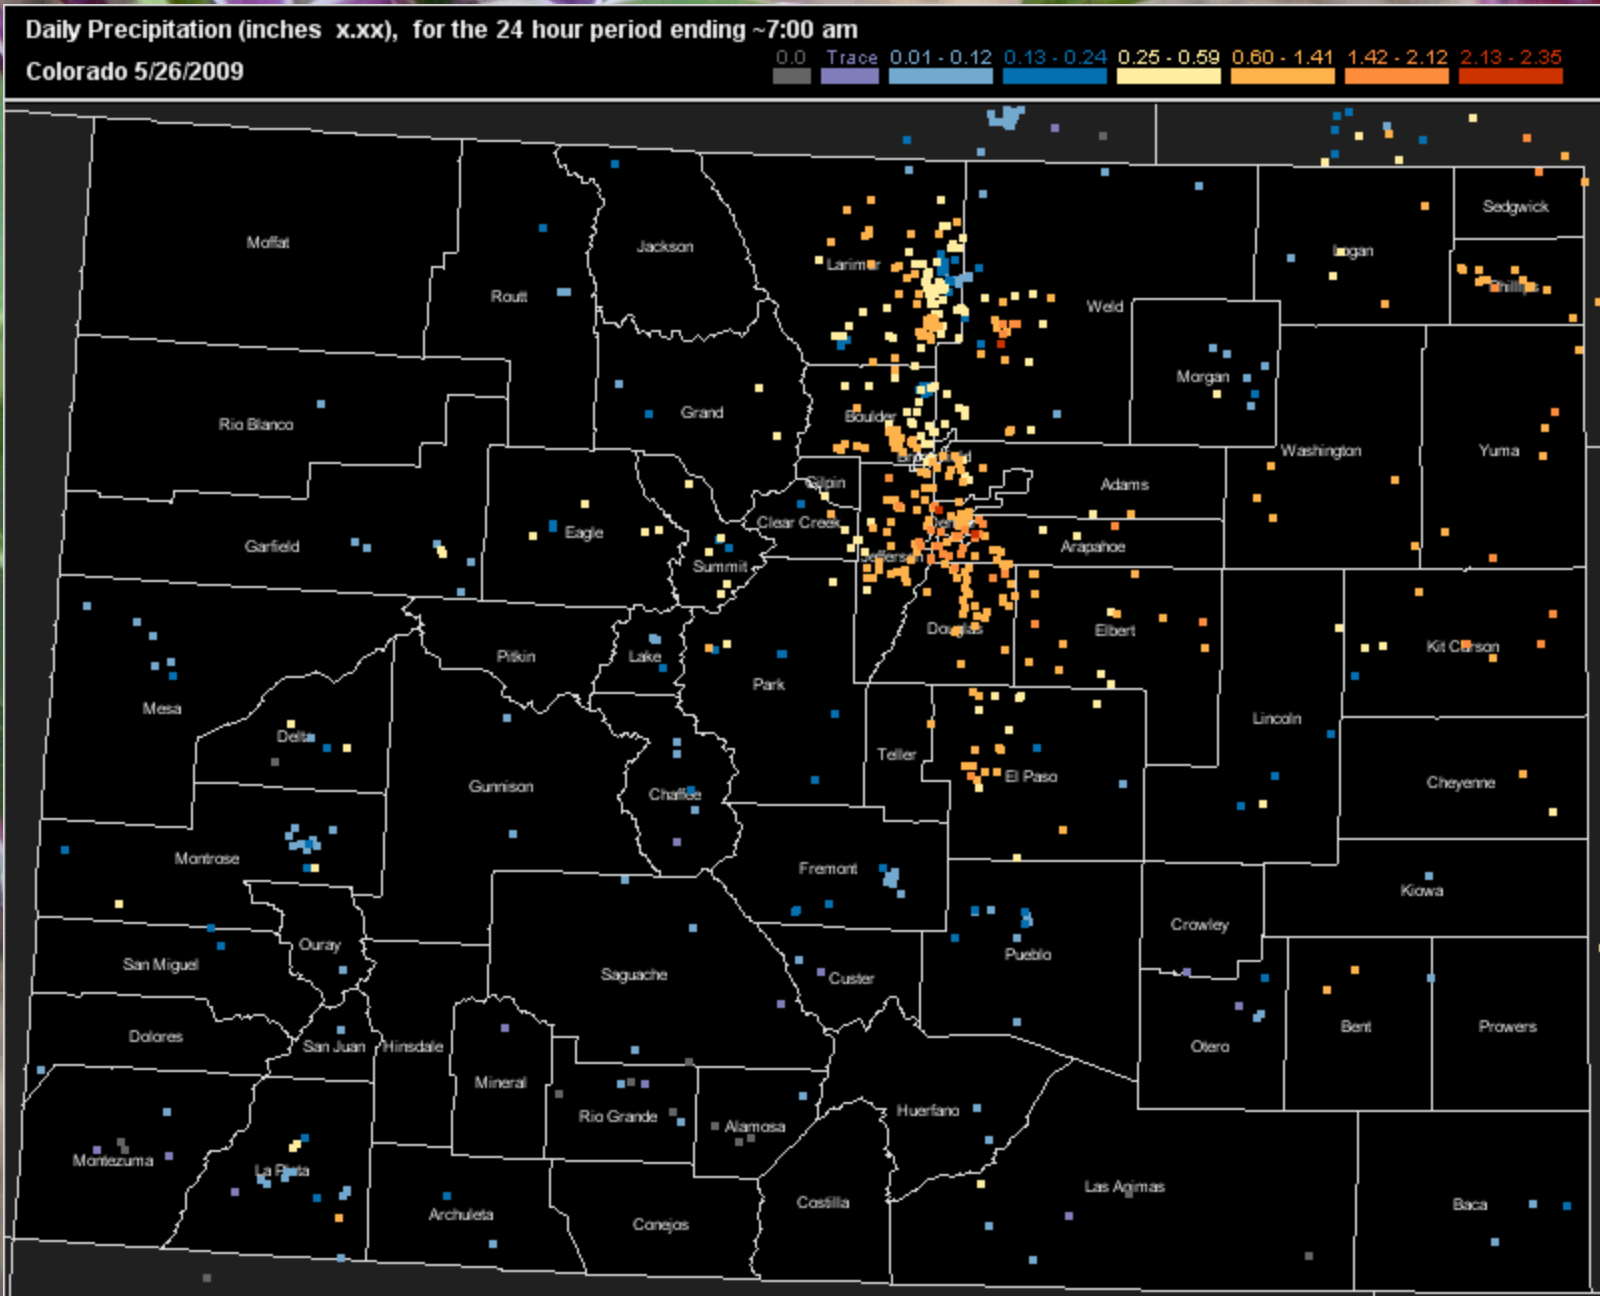 Daily Precipitation (inches  x.xx),  for the 24 hour period ending ~7:00 am
Colorado 5/26/2009
0.0 Trace 0.01 - 0.12 0.13 - 0.24 0.25 - 0.59 0.60 - 1.41 1.42 - 2.12 2.13 - 2.35
Sedgwick
Moffat
Jackson
Larimer
Logan
Phillips
Routt
Weld
Morgan
Rio Blanco
Grand
Boulder
Washington
Yuma
Broomfield
Gilpin
Adams
Clear Creek
Denver
Eagle
Garfield
Jefferson
Arapahoe
Summit
Douglas
Elbert
Kit Carson
Pitkin
Lake
Park
Mesa
Lincoln
Delta
Teller
Gunnison
Chaffee
El Paso
Cheyenne
Montrose
Fremont
Kiowa
Crowley
Ouray
Pueblo
San Miguel
Saguache
Custer
Dolores
San Juan
Hinsdale
Otero
Bent
Prowers
Mineral
Rio Grande
Alamosa
Huerfano
Montezuma
La Plata
Las Animas
Costilla
Baca
Archuleta
Conejos